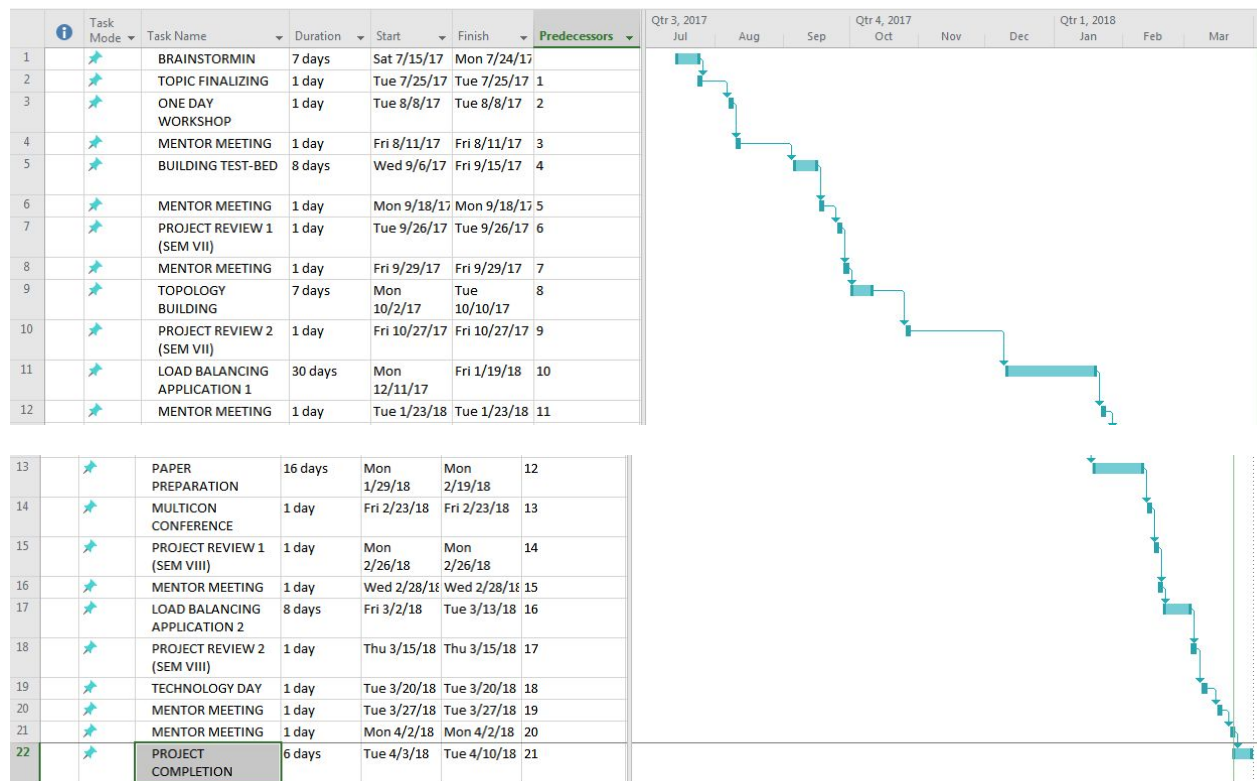 Qtr 3, 2017 Qtr 4, 2017 Qtr 1, 2018
Task Mode Task Name Duration Start Finish Predecessors Jul Aug Sep Oct Nov Dec Jan Feb Mar
1 BRAINSTORMIN 7 days Sat 7/15/17 Mon 7/24/17
2 TOPIC FINALIZING 1 day Tue 7/25/17 Tue 7/25/17 1
3 ONE DAY WORKSHOP 1 day Tue 8/8/17 Tue 8/8/17 2
4 MENTOR MEETING 1 day Fri 8/11/17 Fri 8/11/17 3
5 BUILDING TEST-BED 8 days Wed 9/6/17 Fri 9/15/17 4
6 MENTOR MEETING 1 day Mon 9/18/17 Mon 9/18/17 5
7 PROJECT REVIEW 1 (SEM VII) 1 day Tue 9/26/17 Tue 9/26/17 6
8 MENTOR MEETING 1 day Fri 9/29/17 Fri 9/29/17 7
9 TOPOLOGY BUILDING 7 days Mon 10/2/17 Tue 10/10/17 8
10 PROJECT REVIEW 2 (SEM VII) 1 day Fri 10/27/17 Fri 10/27/17 9
11 LOAD BALANCING APPLICATION 1 30 days Mon 12/11/17 Fri 1/19/18 10
12 MENTOR MEETING 1 day Tue 1/23/18 Tue 1/23/18 11
13 PAPER PREPARATION 16 days Mon 1/29/18 Mon 2/19/18 12
14 MULTICON CONFERENCE 1 day Fri 2/23/18 Fri 2/23/18 13
15 PROJECT REVIEW 1 (SEM VIII) 1 day Mon 2/26/18 Mon 2/26/18 14
16 MENTOR MEETING 1 day Wed 2/28/18 Wed 2/28/18 15
17 LOAD BALANCING APPLICATION 2 8 days Fri 3/2/18 Tue 3/13/18 16
18 PROJECT REVIEW 2 (SEM VIII) 1 day Thu 3/15/18 Thu 3/15/18 17
19 TECHNOLOGY DAY 1 day Tue 3/20/18 Tue 3/20/18 18
20 MENTOR MEETING 1 day Tue 3/27/18 Tue 3/27/18 19
21 MENTOR MEETING 1 day Mon 4/2/18 Mon 4/2/18 20
22 PROJECT COMPLETION 6 days Tue 4/3/18 Tue 4/10/18 21